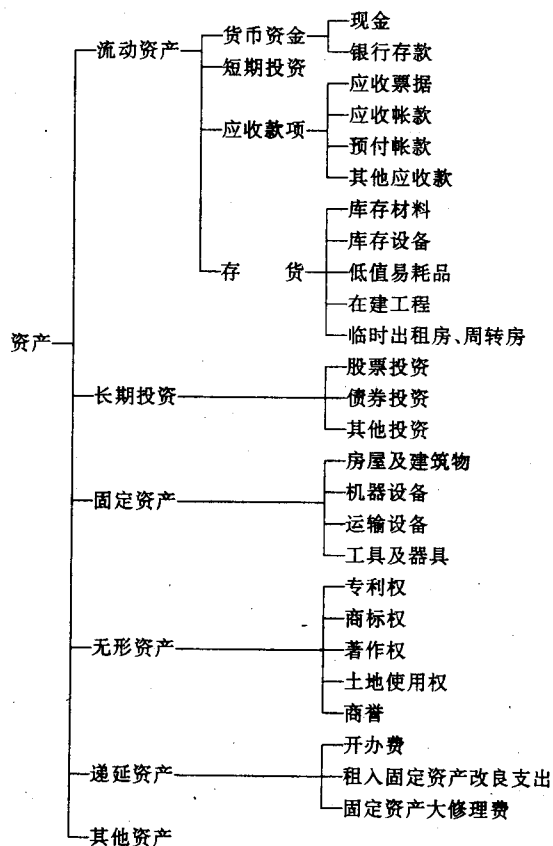 现金
货币资金
银行存款
流动资产
短期投资
应收票据
应收帐款
应收款项
预付帐款
其他应收款
库存材料
库存设备
存 货
低值易耗品
在建工程
临时出租房、周转房
资产
股票投资
长期投资
债券投资
其他投资
房屋及建筑物
固定资产
机器设备
运输设备
工具及器具
专利权
商标权
无形资产
著作权
土地使用权
商誉
开办费
递延资产
租入固定资产改良支出
固定资产大修理费
其他资产